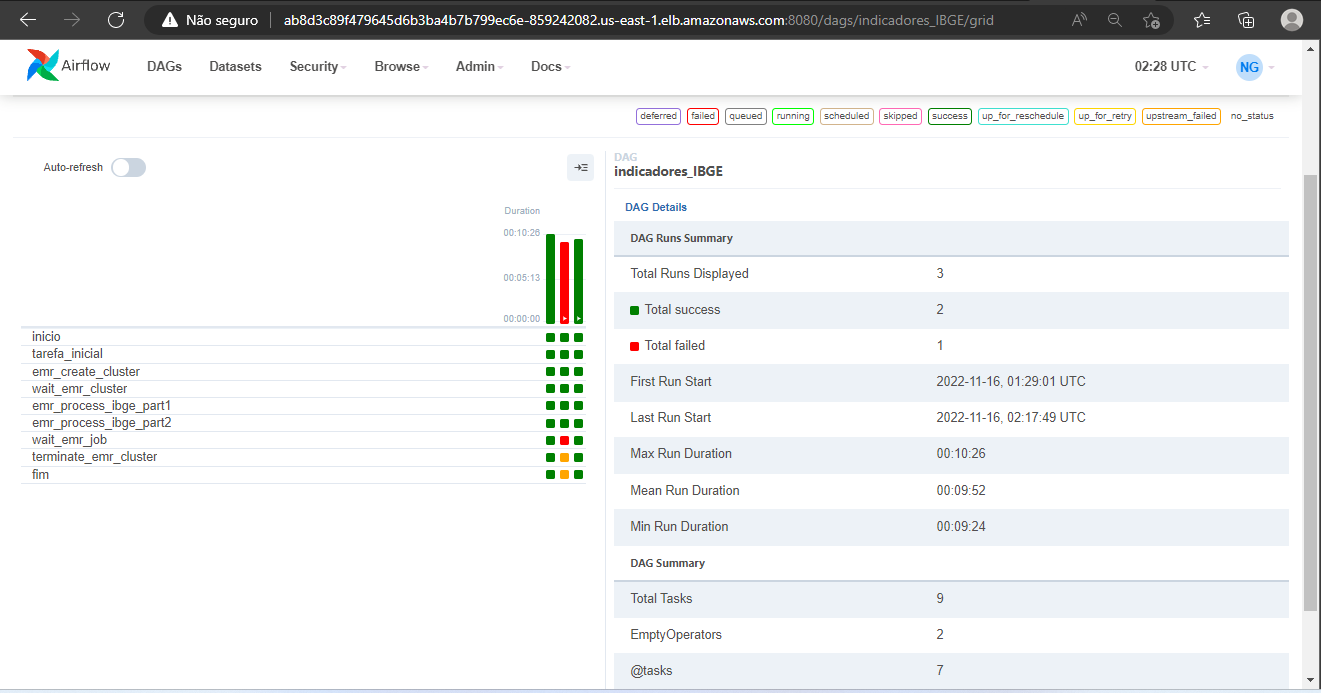 Não seguro ab8d3c89f479645d6b3ba4b7b799ec6e-859242082.us-east-1.elb.amazonaws.com:8080/dags/indicadores_IBGE/grid
Airflow DAGs Datasets Security Browse Admin Docs 02:28 UTC NG
deferred failed queued running scheduled skipped success up_for_reschedule up_for_retry upstream_failed no_status
Auto-refresh
Duration
00:10:26
00:05:13
00:00:00
inicio
tarefa_inicial
emr_create_cluster
wait_emr_cluster
emr_process_ibge_part1
emr_process_ibge_part2
wait_emr_job
terminate_emr_cluster
fim
DAG
indicadores_IBGE
DAG Details
DAG Runs Summary
Total Runs Displayed 3
Total success 2
Total failed 1
First Run Start 2022-11-16, 01:29:01 UTC
Last Run Start 2022-11-16, 02:17:49 UTC
Max Run Duration 00:10:26
Mean Run Duration 00:09:52
Min Run Duration 00:09:24
DAG Summary
Total Tasks 9
EmptyOperators 2
@tasks 7